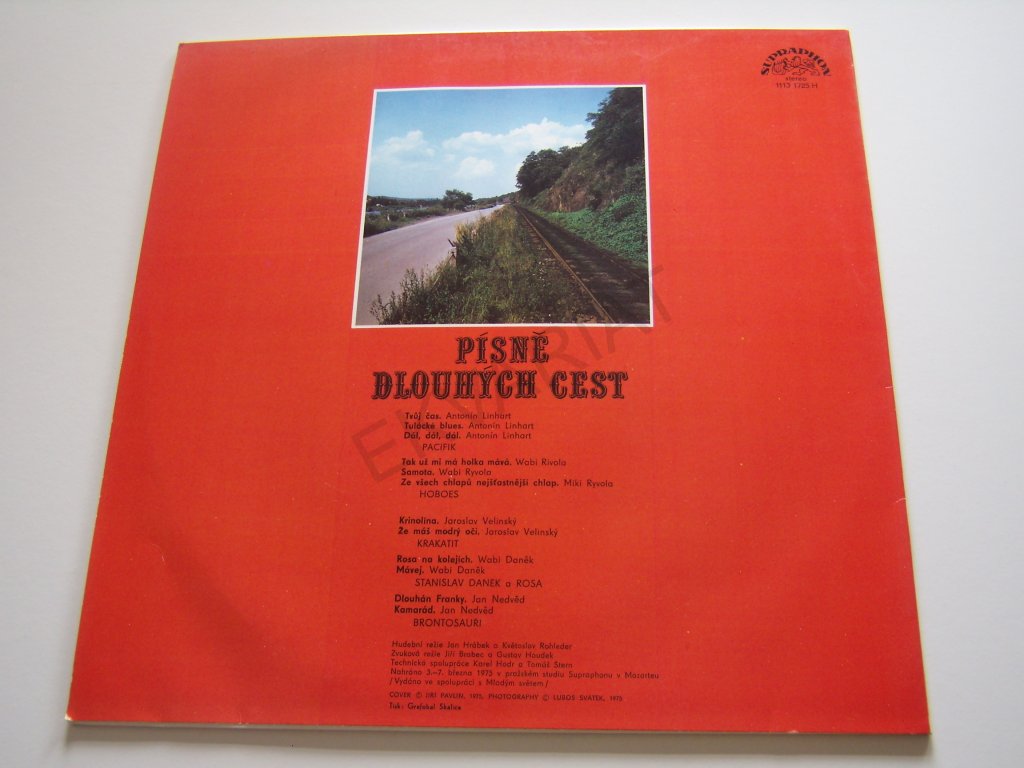 SUPRAPHON
stereo
1113 1785 H
PÍSNĚ
DLOUHÝCH CEST
Tvůj čas. Antonín Linhart
Tulácké blues. Antonín Linhart
Dál, dál, dál. Antonín Linhart
PACIFIK
Tak už mi má holka mává. Wabi Rivola
Samota. Wabi Ryvola
Ze všech chlapů nejšťastnější chlap. Miki Ryvola
HOBOES
Krinolína. Jaroslav Velinský
Že máš modrý oči. Jaroslav Velinský
KRAKATIT
Rosa na kolejích. Wabi Daněk
Mávej. Wabi Daněk
STANISLAV DANEK a ROSA
Dlouhán Franky. Jan Nedvěd
Kamarád. Jan Nedvěd
BRONTOSAUŘI
Hudební režie Jan Hrábek a Květoslav Rohleder
Zvuková režie Jiří Brabec a Gustav Houdek
Technická spolupráce Karel Hodr a Tomáš Stern
Nahráno 3.–7. března 1975 v pražském studiu Supraphonu v Mozarteu
/Vydáno ve spolupráci s Mladým světem/
COVER © JIŘÍ PAVLÍN, 1975, PHOTOGRAPHY © LUBOŠ SVÁTEK, 1975
Tisk: Grafobal Skalica